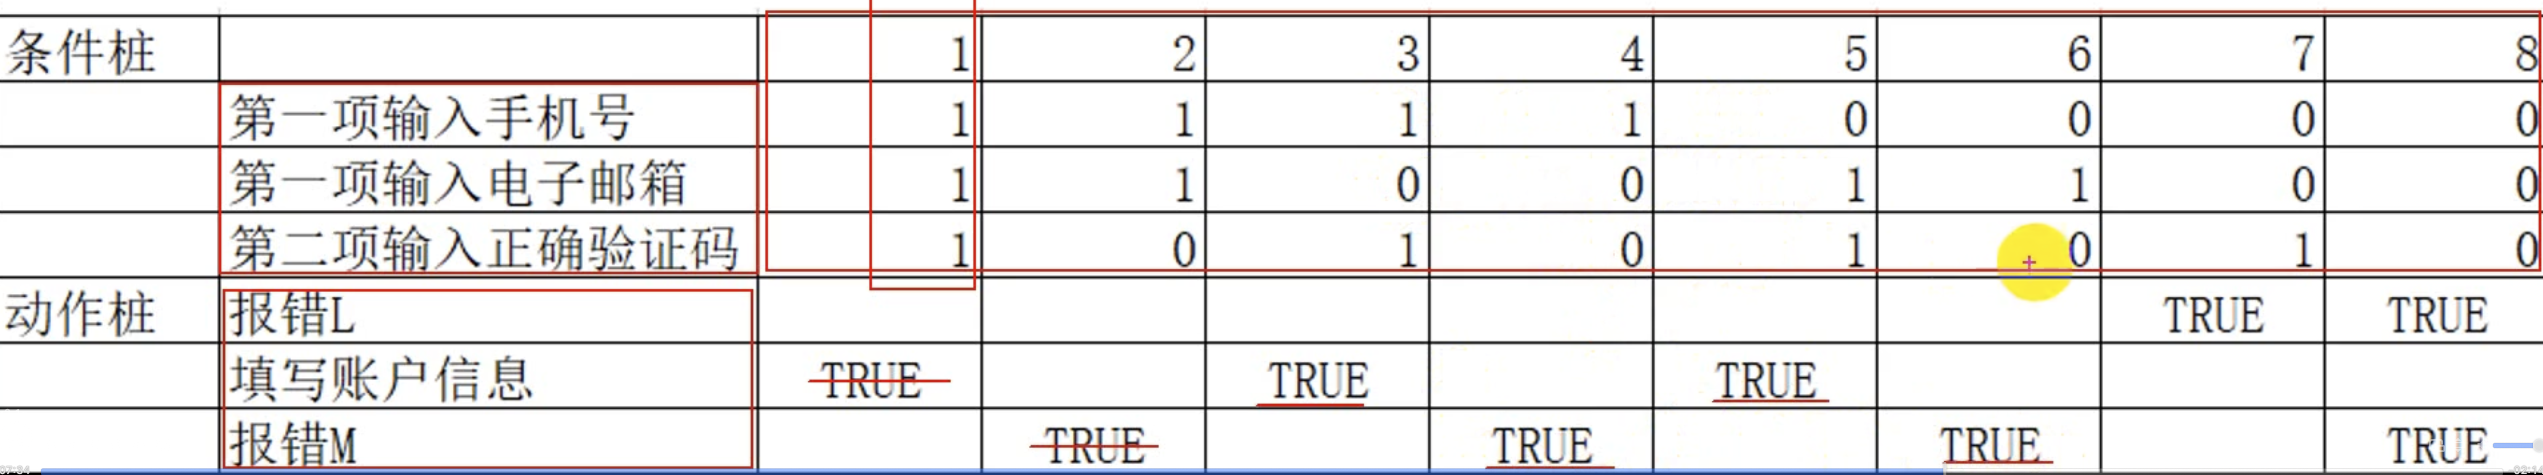 条件桩 1 2 3 4 5 6 7 8
第一项输入手机号 1 1 1 1 0 0 0 0
第一项输入电子邮箱 1 1 0 0 1 1 0 0
第二项输入正确验证码 1 0 1 0 1 0 1 0
动作桩 报错L TRUE TRUE
填写账户信息 TRUE TRUE TRUE
报错M TRUE TRUE TRUE TRUE